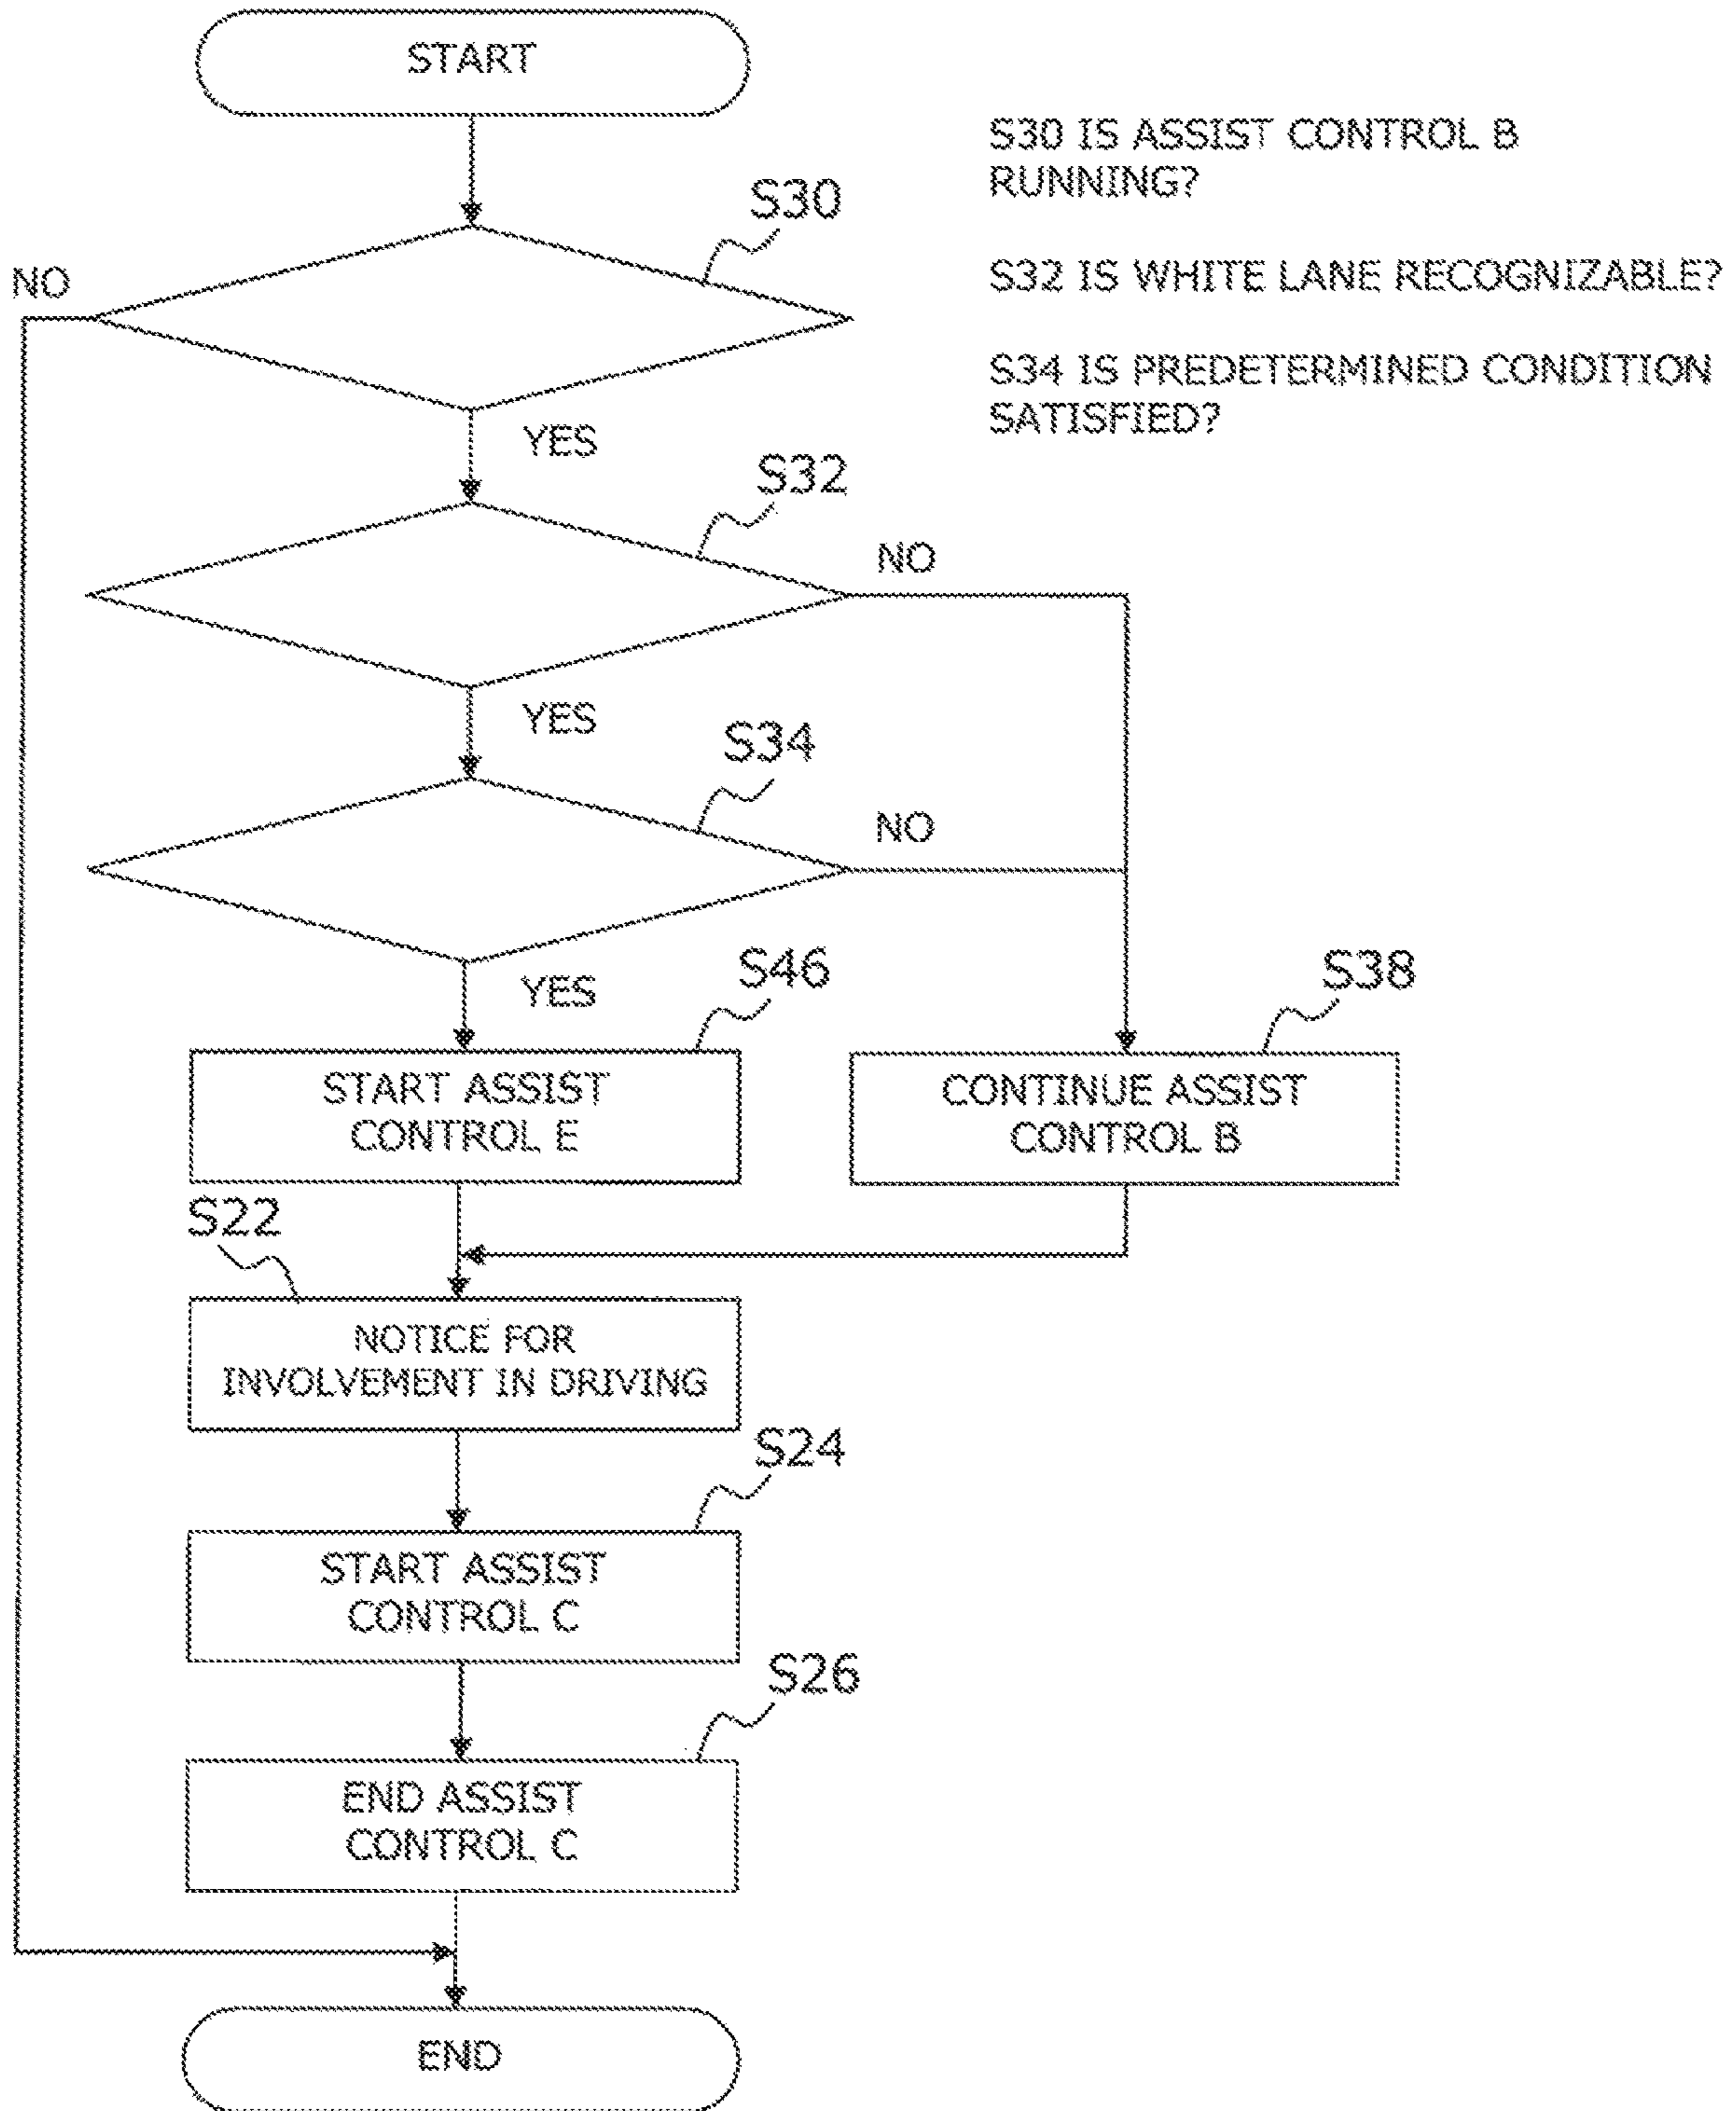 START
S30 IS ASSIST CONTROL B
RUNNING?
S32 IS WHITE LANE RECOGNIZABLE?
S34 IS PREDETERMINED CONDITION
SATISFIED?
S30
NO
YES
S32
NO
YES
S34
NO
YES
S46
S38
START ASSIST
CONTROL E
CONTINUE ASSIST
CONTROL B
S22
NOTICE FOR
INVOLVEMENT IN DRIVING
S24
START ASSIST
CONTROL C
S26
END ASSIST
CONTROL C
END